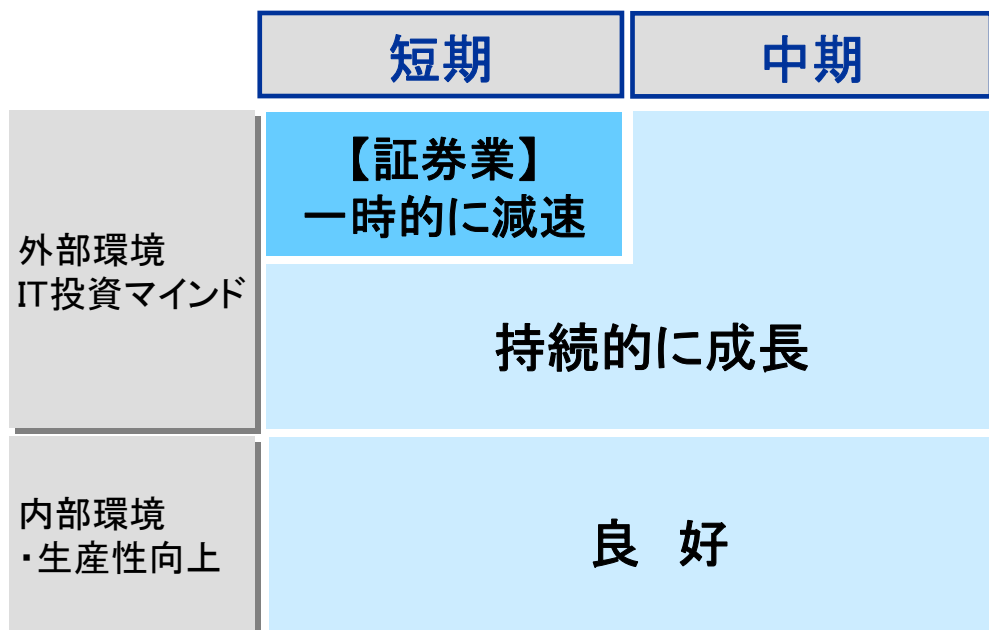 短期
中期
【証券業】
一時的に減速
外部環境
IT投資マインド
持続的に成長
内部環境
・生産性向上
良　好